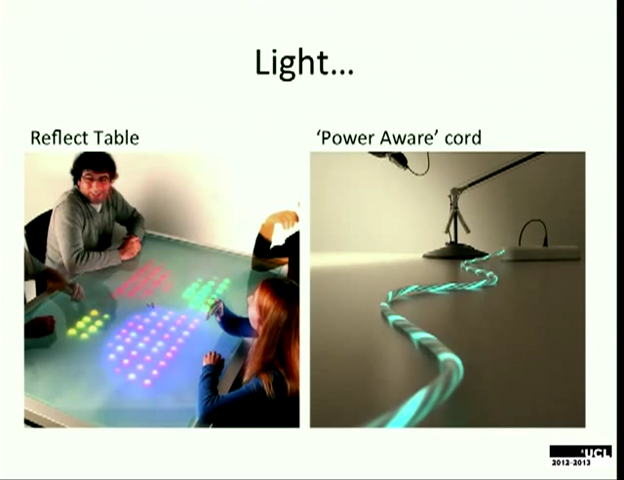 Light...
Reflect Table
'Power Aware' cord
UCL
2012-2013